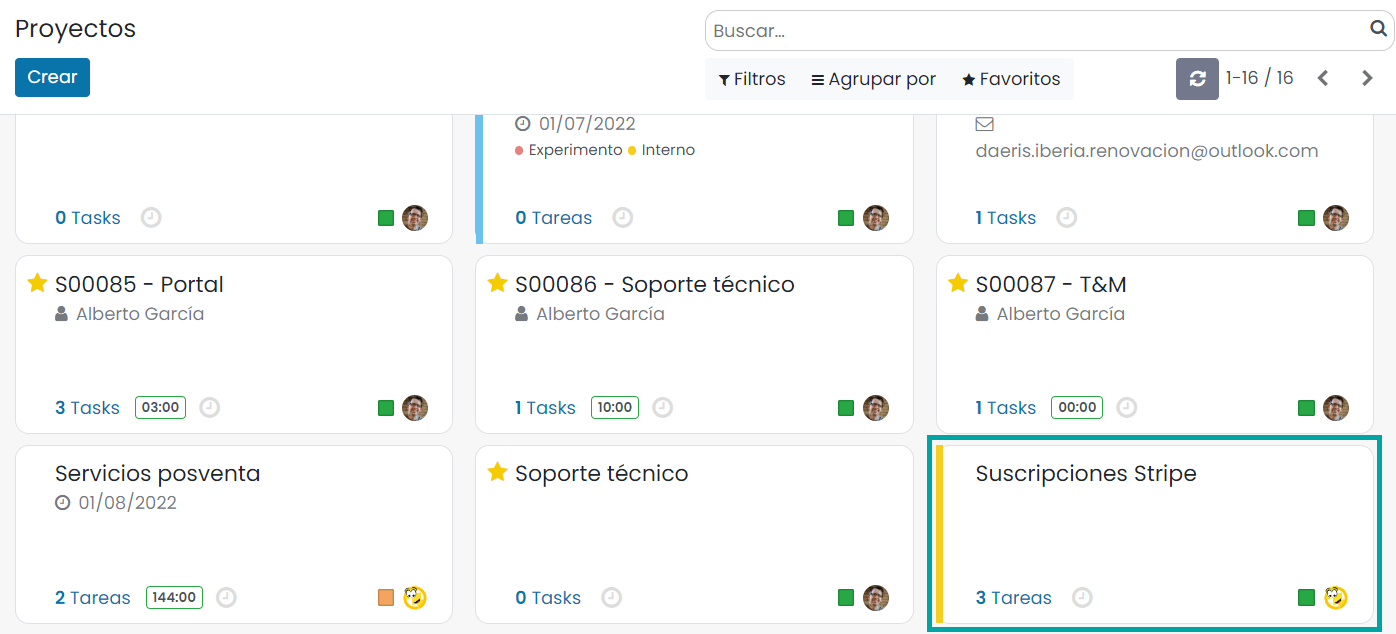 Proyectos
Buscar...
Crear
Filtros Agrupar por Favoritos 1-16 / 16
01/07/2022
Experimento Interno
daeris.iberia.renovacion@outlook.com
0 Tasks
0 Tareas
1 Tasks
S00085 - Portal
Alberto García
3 Tasks 03:00
S00086 - Soporte técnico
Alberto García
1 Tasks 10:00
S00087 - T&M
Alberto García
1 Tasks 00:00
Servicios posventa
01/08/2022
2 Tareas 144:00
Soporte técnico
0 Tasks
Suscripciones Stripe
3 Tareas